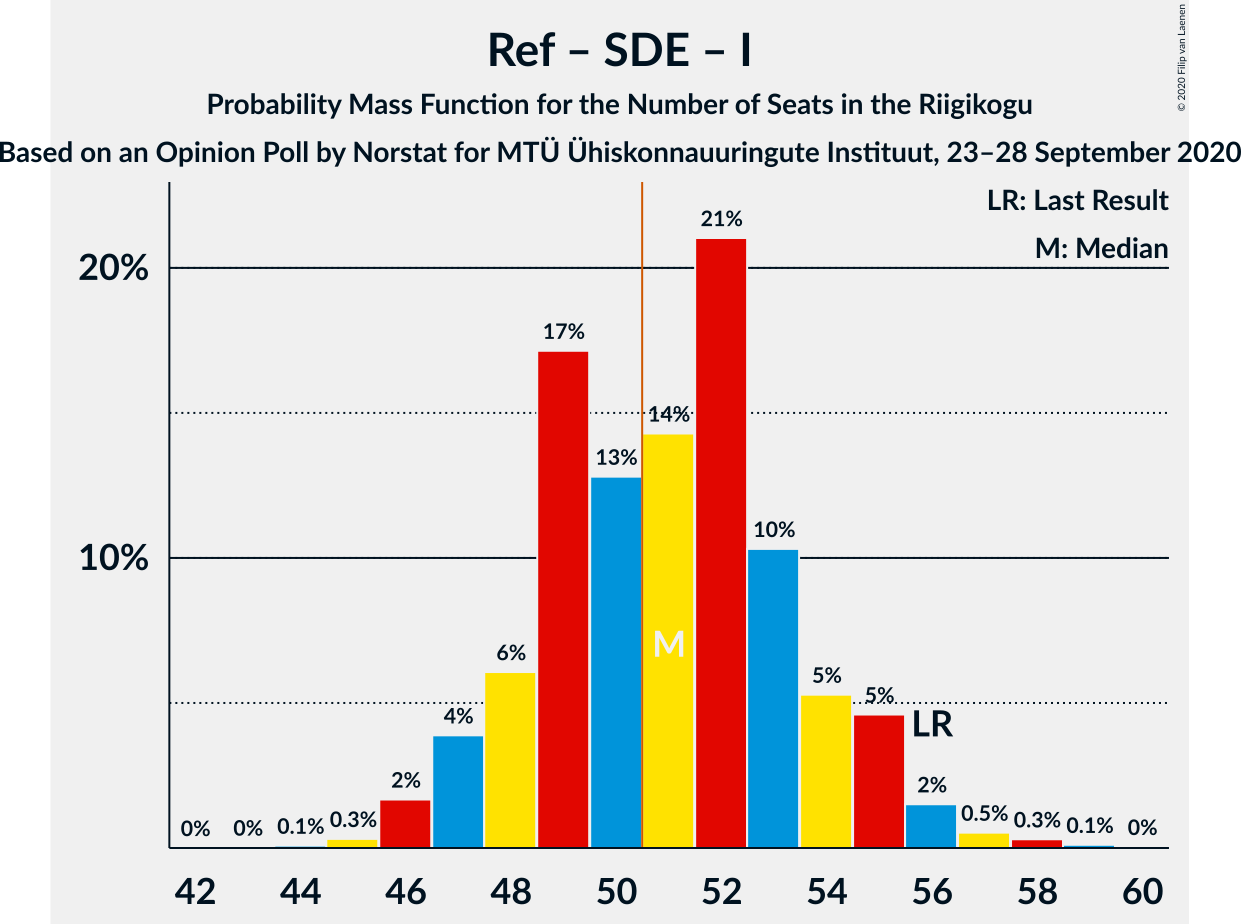 Ref – SDE – I
Probability Mass Function for the Number of Seats in the Riigikogu
Based on an Opinion Poll by Norstat for MTÜ Ühiskonnauuringute Instituut, 23–28 September 2020
© 2020 Filip van Laenen
LR: Last Result
M: Median
21%
20%
17%
14%
13%
10%
10%
M
6%
5%
5%
4%
LR
2%
2%
0%
0%
0.1%
0.3%
0.5%
0.3%
0.1%
0%
42 44 46 48 50 52 54 56 58 60